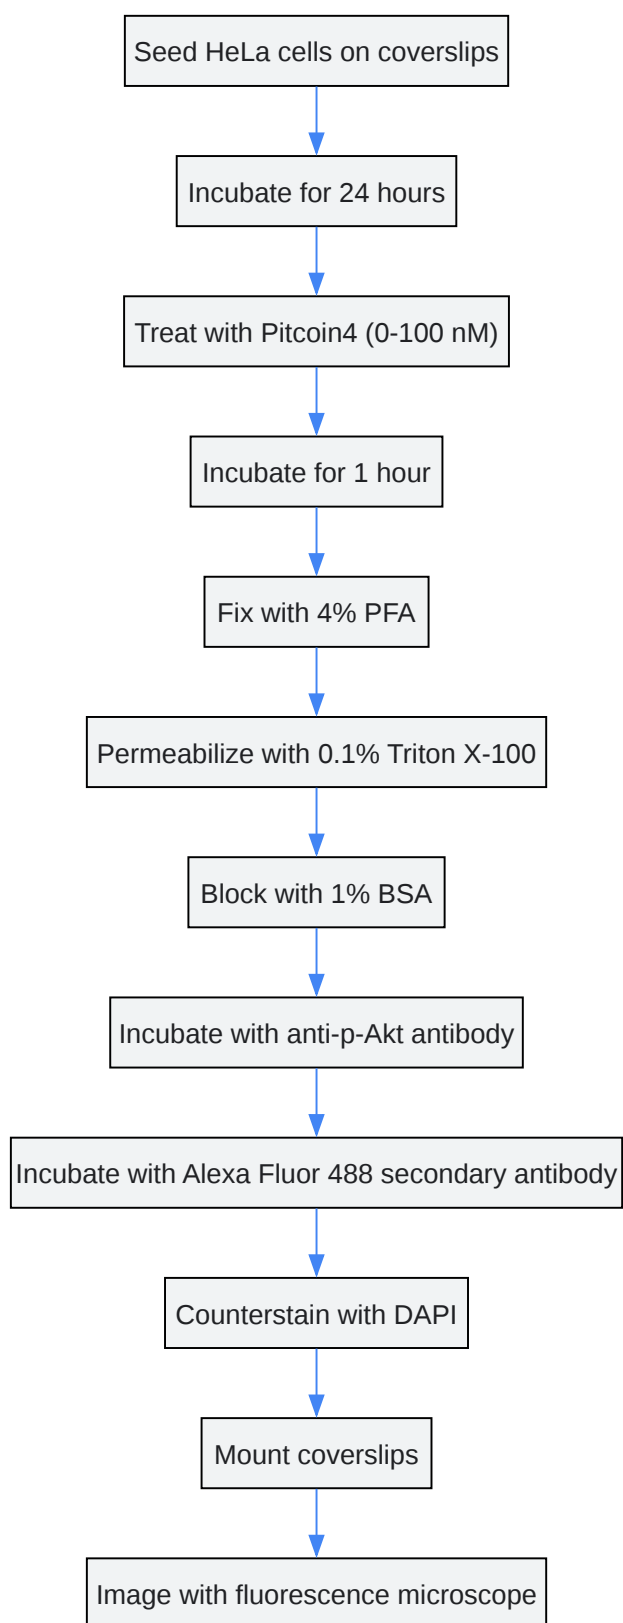 Seed HeLa cells on coverslips
Incubate for 24 hours
Treat with Pitcoin4 (0-100 nM)
Incubate for 1 hour
Fix with 4% PFA
Permeabilize with 0.1% Triton X-100
Block with 1% BSA
Incubate with anti-p-Akt antibody
Incubate with Alexa Fluor 488 secondary antibody
Counterstain with DAPI
Mount coverslips
Image with fluorescence microscope